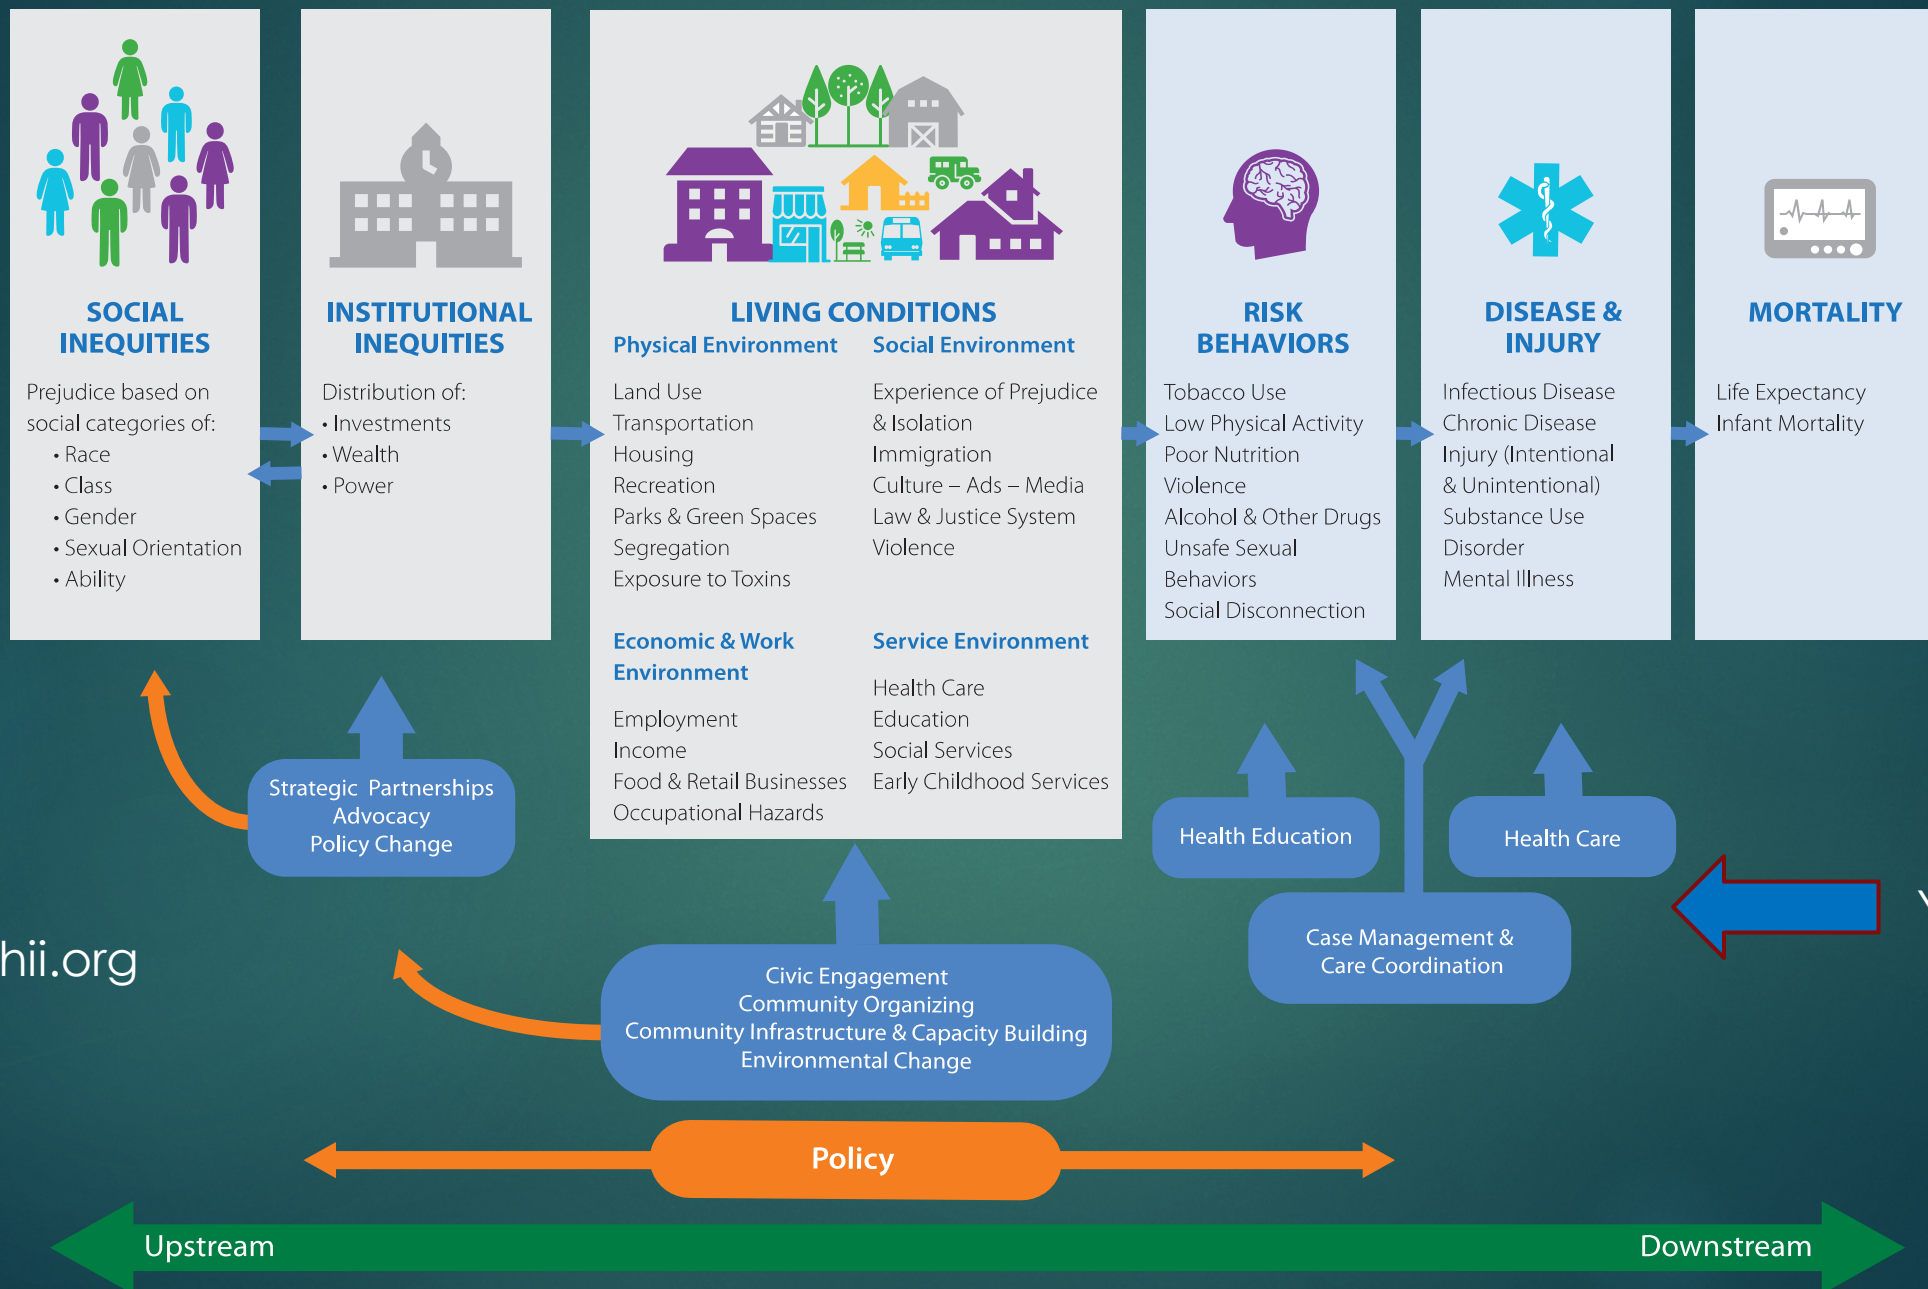 SOCIAL
INEQUITIES
Prejudice based on
social categories of:
• Race
• Class
• Gender
• Sexual Orientation
• Ability
INSTITUTIONAL
INEQUITIES
Distribution of:
• Investments
• Wealth
• Power
LIVING CONDITIONS
Physical Environment
Land Use
Transportation
Housing
Recreation
Parks & Green Spaces
Segregation
Exposure to Toxins
Social Environment
Experience of Prejudice
& Isolation
Immigration
Culture – Ads – Media
Law & Justice System
Violence
Economic & Work
Environment
Employment
Income
Food & Retail Businesses
Occupational Hazards
Service Environment
Health Care
Education
Social Services
Early Childhood Services
RISK
BEHAVIORS
Tobacco Use
Low Physical Activity
Poor Nutrition
Violence
Alcohol & Other Drugs
Unsafe Sexual
Behaviors
Social Disconnection
DISEASE &
INJURY
Infectious Disease
Chronic Disease
Injury (Intentional
& Unintentional)
Substance Use
Disorder
Mental Illness
MORTALITY
Life Expectancy
Infant Mortality
Strategic Partnerships
Advocacy
Policy Change
Health Education
Health Care
Case Management &
Care Coordination
hii.org
Civic Engagement
Community Organizing
Community Infrastructure & Capacity Building
Environmental Change
Policy
Upstream
Downstream